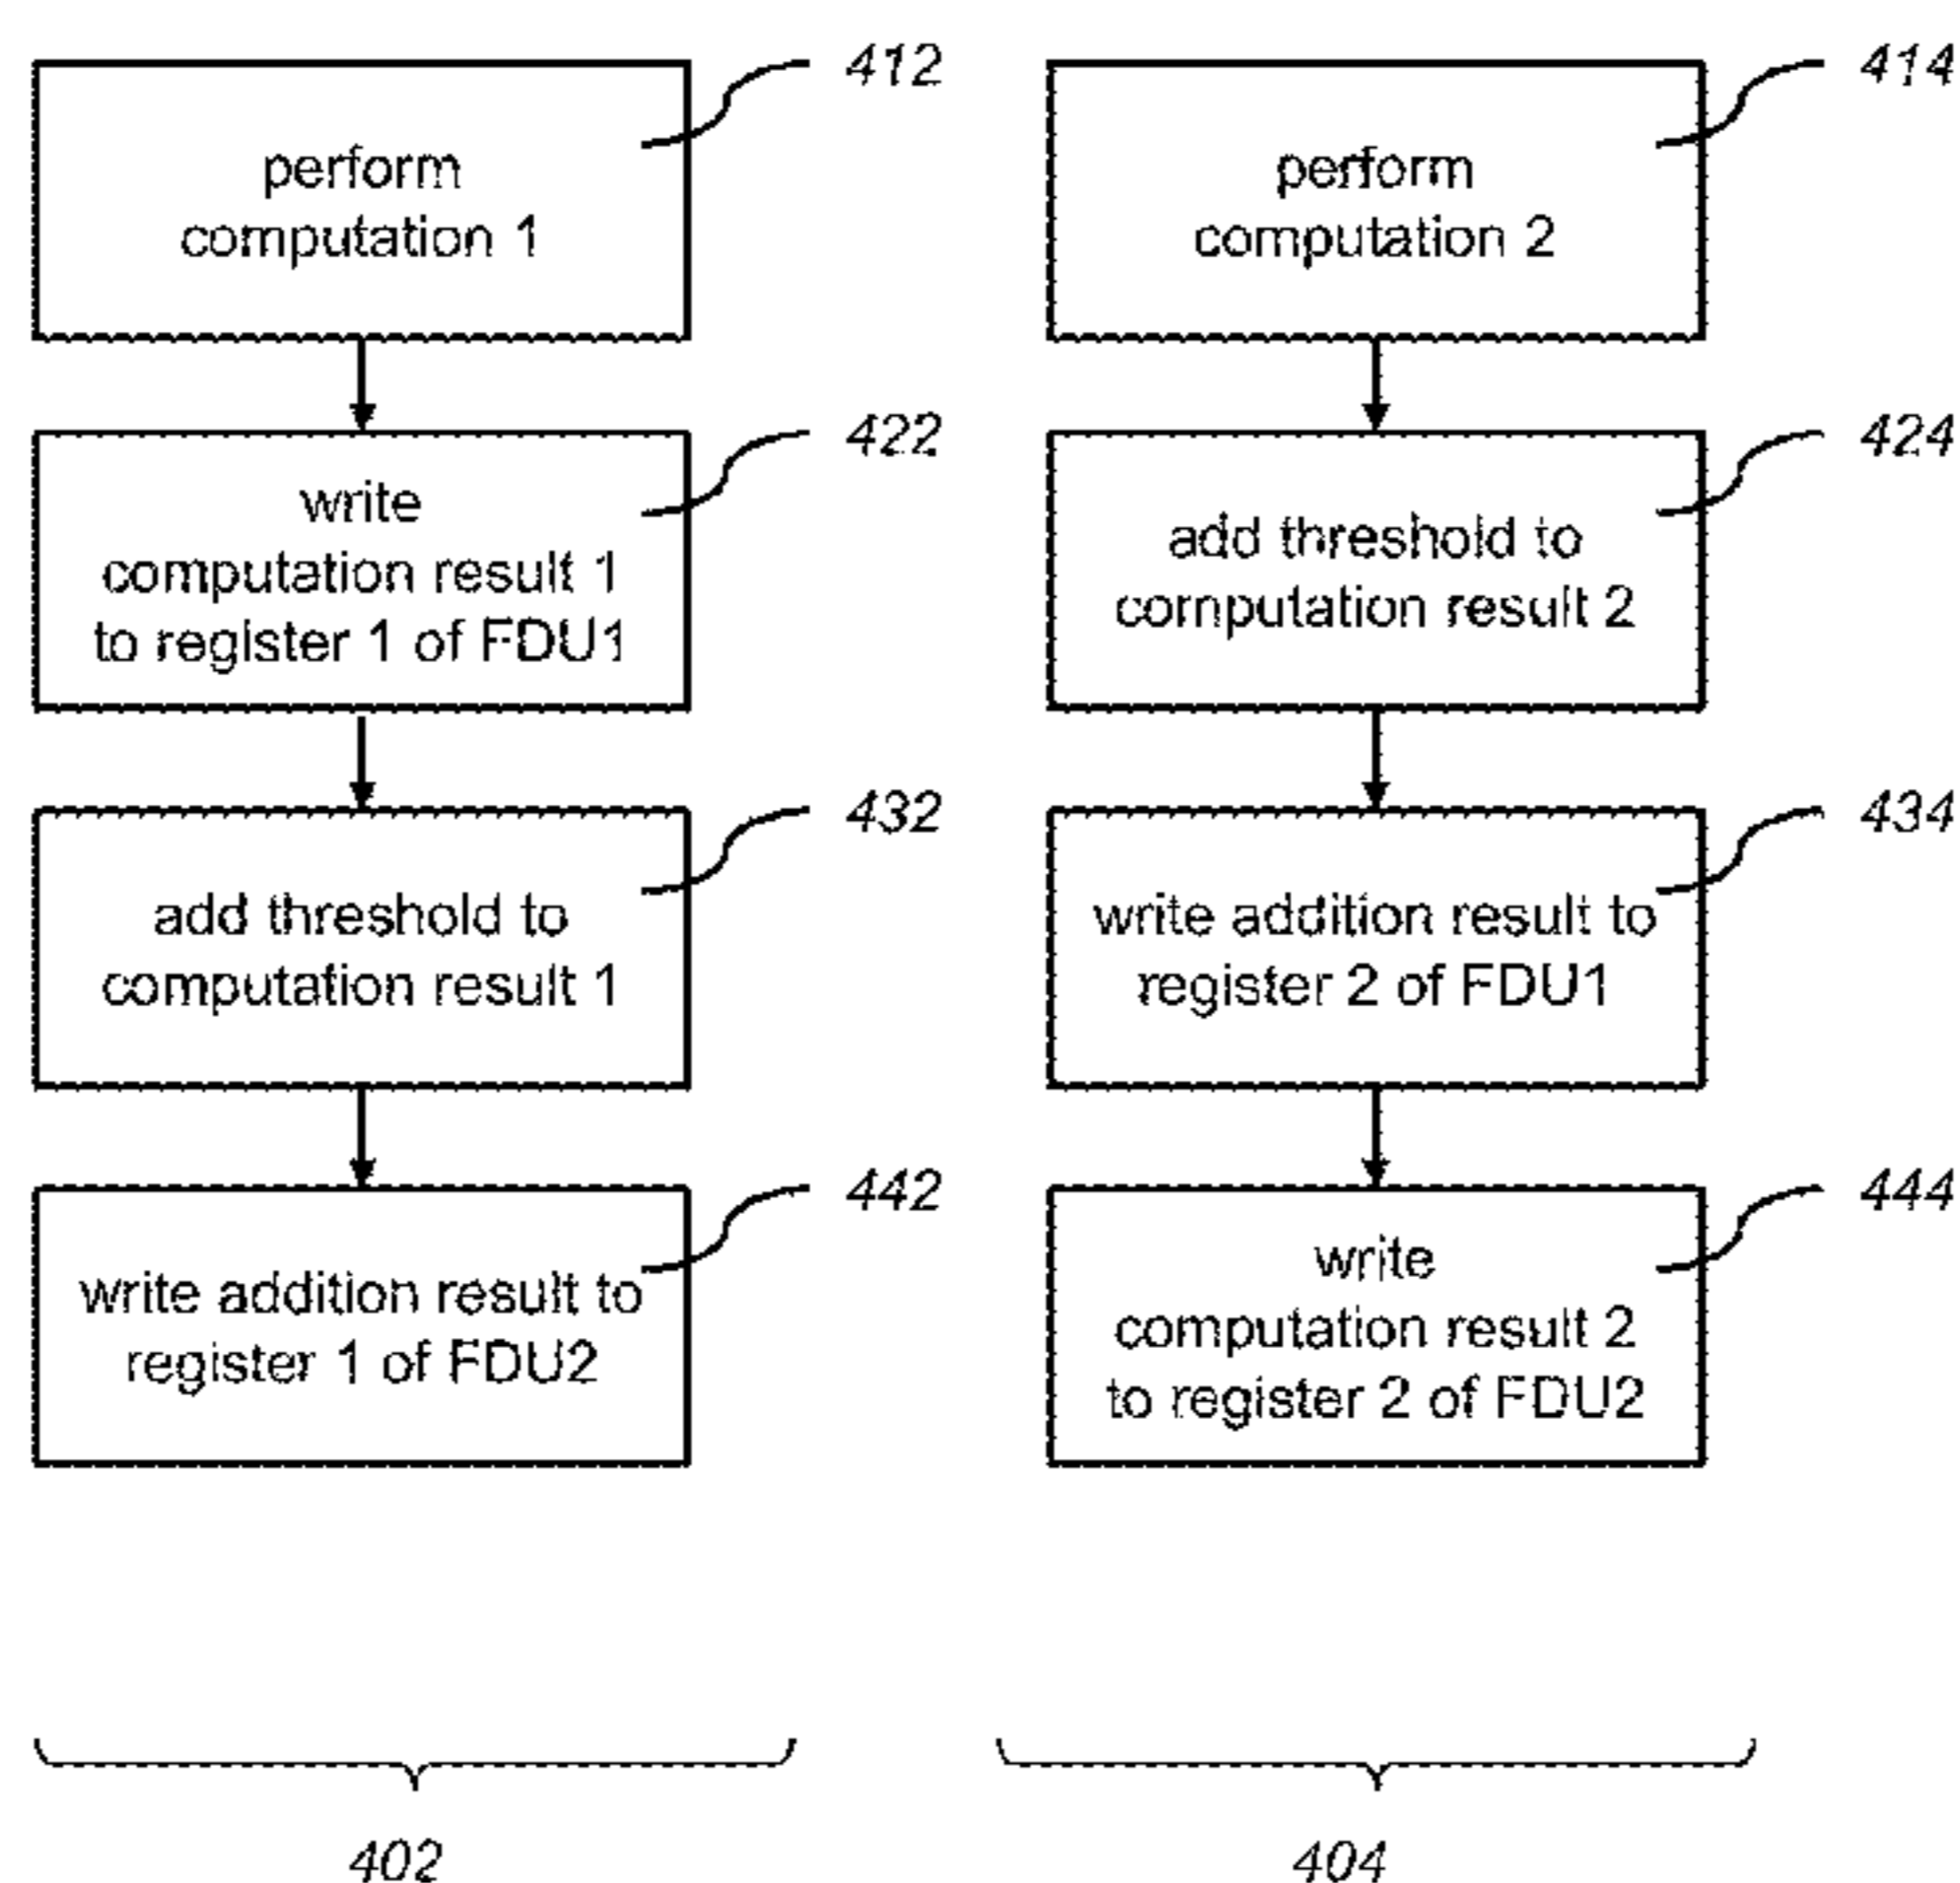 412
perform
computation 1
422
write
computation result 1
to register 1 of FDU1
432
add threshold to
computation result 1
442
write addition result to
register 1 of FDU2
402
414
perform
computation 2
424
add threshold to
computation result 2
434
write addition result to
register 2 of FDU1
444
write
computation result 2
to register 2 of FDU2
404